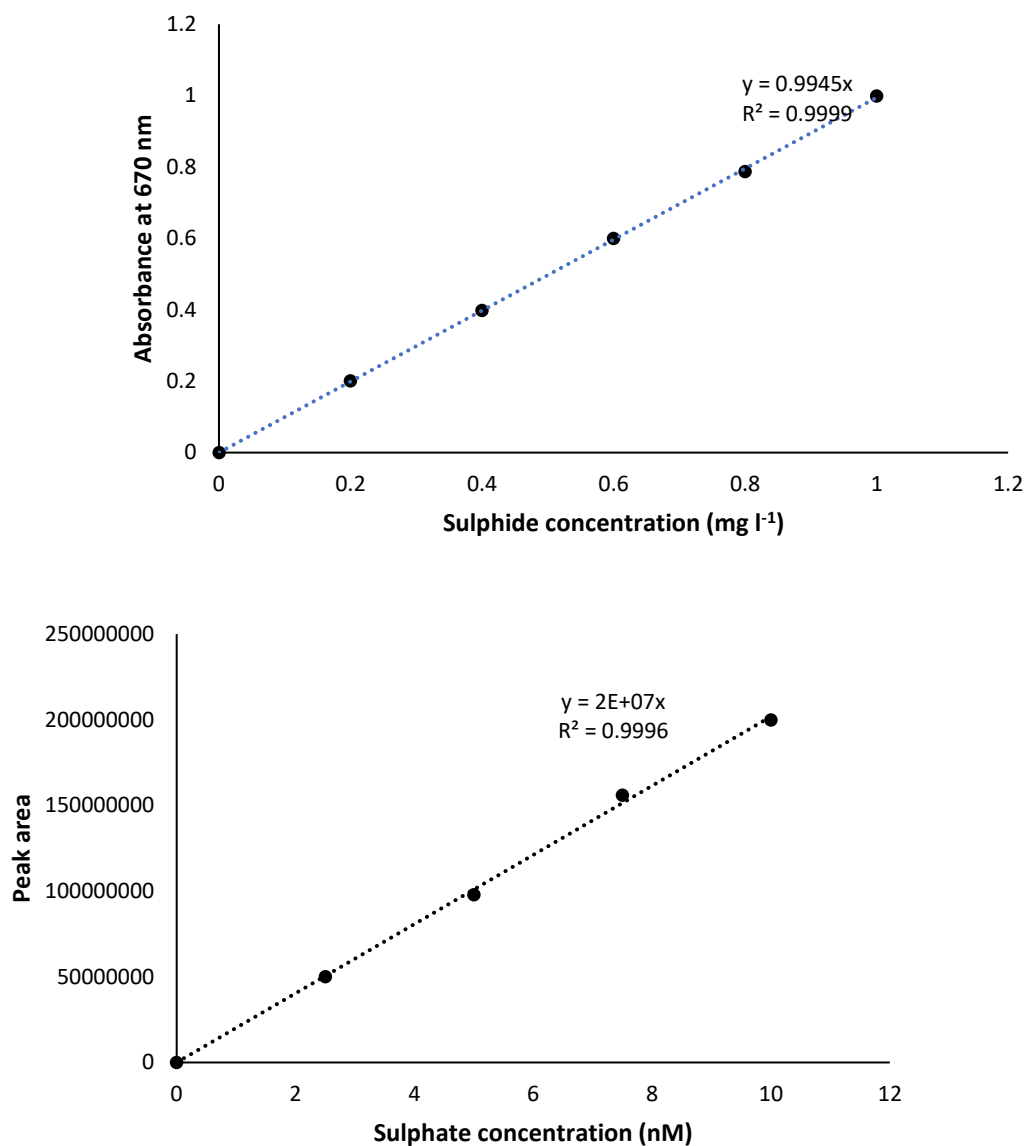 1.2
y = 0.9945x
1
R² = 0.9999
0.8
0.6
0.4
0.2
0
0 0.2 0.4 0.6 0.8 1 1.2
Absorbance at 670 nm
Sulphide concentration (mg l⁻¹)
250000000
y = 2E+07x
200000000
R² = 0.9996
150000000
100000000
50000000
0
0 2 4 6 8 10 12
Peak area
Sulphate concentration (nM)